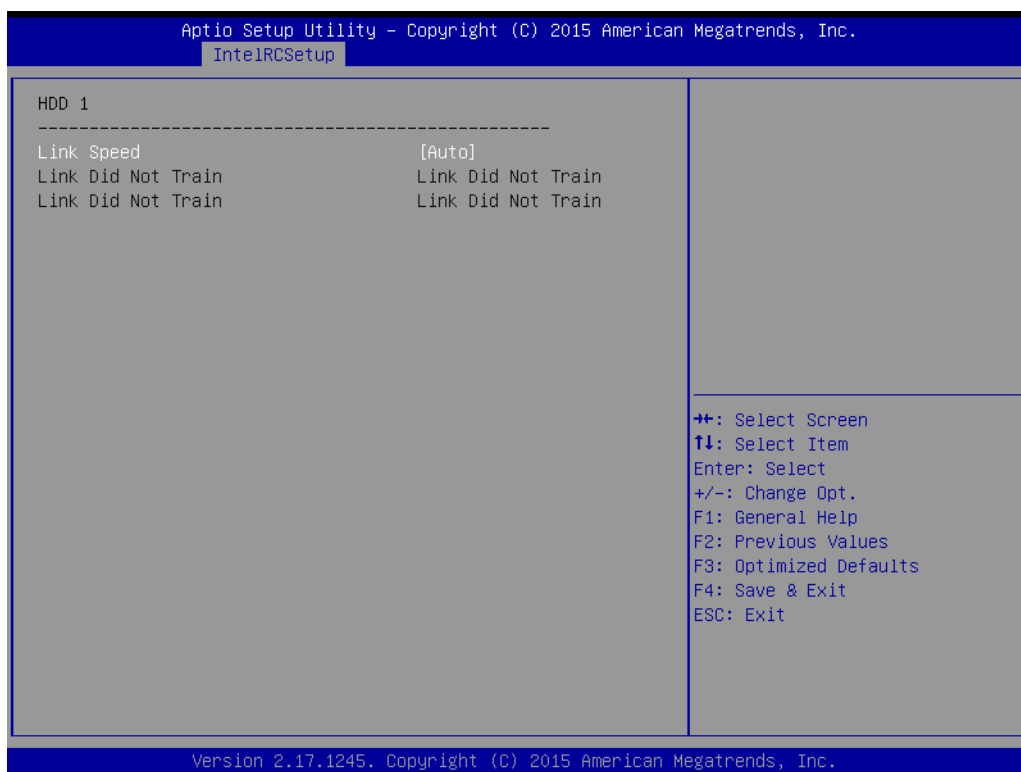 Aptio Setup Utility – Copyright (C) 2015 American Megatrends, Inc.
IntelRCSetup
HDD 1
--------------------------------------------------
Link Speed [Auto]
Link Did Not Train Link Did Not Train
Link Did Not Train Link Did Not Train
→←: Select Screen
↑↓: Select Item
Enter: Select
+/-: Change Opt.
F1: General Help
F2: Previous Values
F3: Optimized Defaults
F4: Save & Exit
ESC: Exit
Version 2.17.1245. Copyright (C) 2015 American Megatrends, Inc.